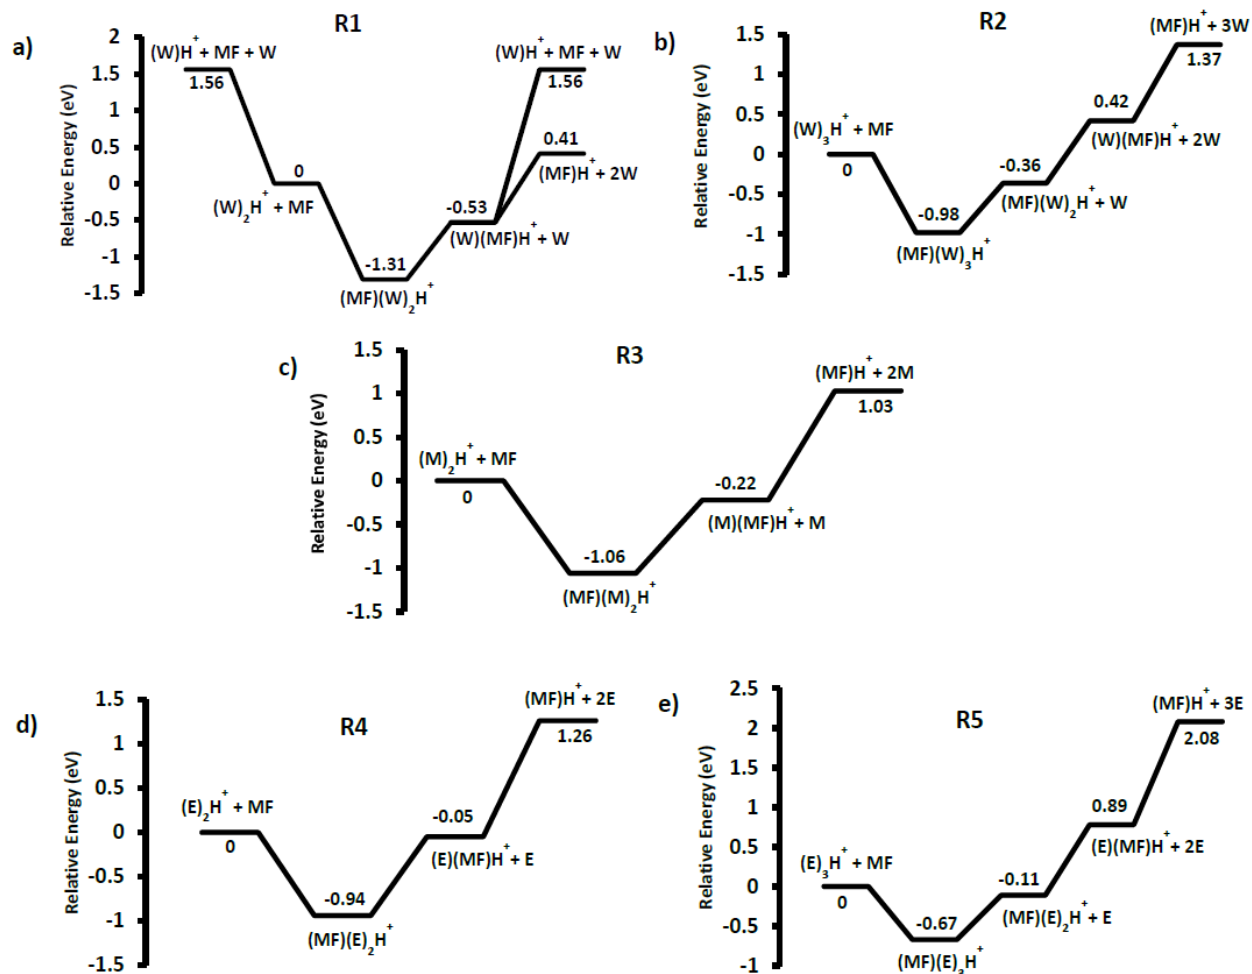 R1
a)
Relative Energy (eV)
2
1.5
1
0.5
0
-0.5
-1
-1.5
(W)H⁺ + MF + W
1.56
0
(W)₂H⁺ + MF
-1.31
(MF)(W)₂H⁺
-0.53
(W)(MF)H⁺ + W
(W)H⁺ + MF + W
1.56
0.41
(MF)H⁺ + 2W
R2
b)
Relative Energy (eV)
1.5
1
0.5
0
-0.5
-1
-1.5
(W)₃H⁺ + MF
0
-0.98
(MF)(W)₃H⁺
-0.36
(MF)(W)₂H⁺ + W
0.42
(W)(MF)H⁺ + 2W
(MF)H⁺ + 3W
1.37
R3
c)
Relative Energy (eV)
1.5
1
0.5
0
-0.5
-1
-1.5
(M)₂H⁺ + MF
0
-1.06
(MF)(M)₂H⁺
-0.22
(M)(MF)H⁺ + M
(MF)H⁺ + 2M
1.03
d)
R4
Relative Energy (eV)
1.5
1
0.5
0
-0.5
-1
-1.5
(E)₂H⁺ + MF
0
-0.94
(MF)(E)₂H⁺
-0.05
(E)(MF)H⁺ + E
(MF)H⁺ + 2E
1.26
e)
R5
Relative Energy (eV)
2.5
2
1.5
1
0.5
0
-0.5
-1
(E)₃H⁺ + MF
0
-0.67
(MF)(E)₃H⁺
-0.11
(MF)(E)₂H⁺ + E
0.89
(E)(MF)H⁺ + 2E
(MF)H⁺ + 3E
2.08